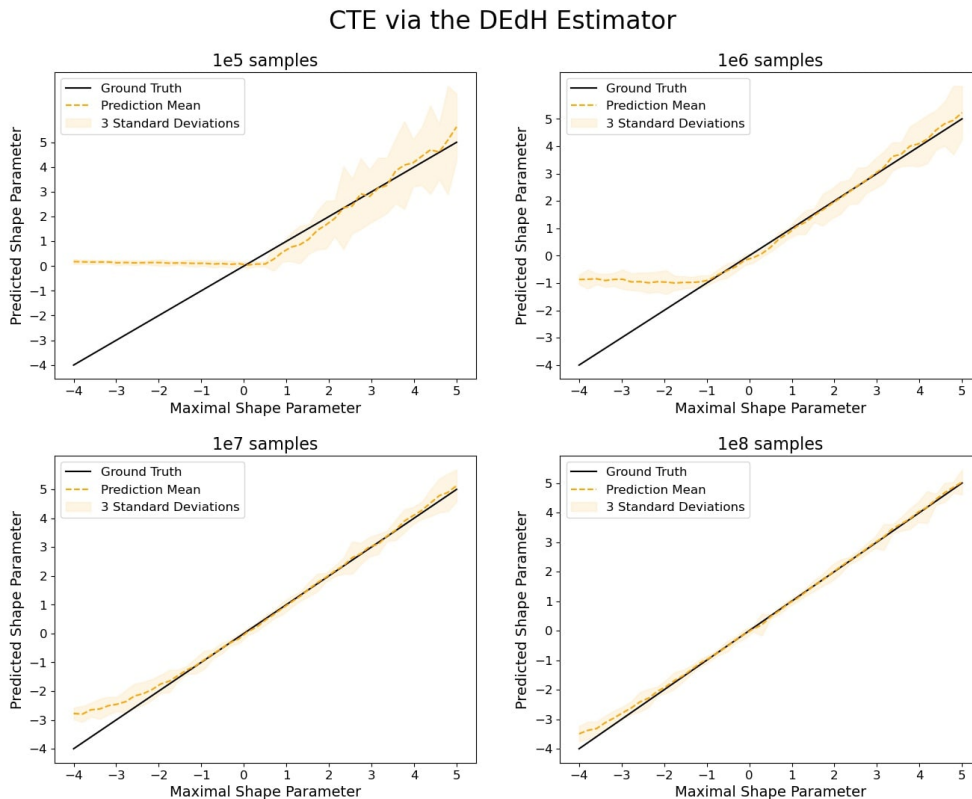 CTE via the DEdH Estimator
1e5 samples
Ground Truth
Prediction Mean
3 Standard Deviations
Predicted Shape Parameter
5
4
3
2
1
0
−1
−2
−3
−4
−4 −3 −2 −1 0 1 2 3 4 5
Maximal Shape Parameter
1e6 samples
Ground Truth
Prediction Mean
3 Standard Deviations
Predicted Shape Parameter
5
4
3
2
1
0
−1
−2
−3
−4
−4 −3 −2 −1 0 1 2 3 4 5
Maximal Shape Parameter
1e7 samples
Ground Truth
Prediction Mean
3 Standard Deviations
Predicted Shape Parameter
5
4
3
2
1
0
−1
−2
−3
−4
−4 −3 −2 −1 0 1 2 3 4 5
Maximal Shape Parameter
1e8 samples
Ground Truth
Prediction Mean
3 Standard Deviations
Predicted Shape Parameter
5
4
3
2
1
0
−1
−2
−3
−4
−4 −3 −2 −1 0 1 2 3 4 5
Maximal Shape Parameter